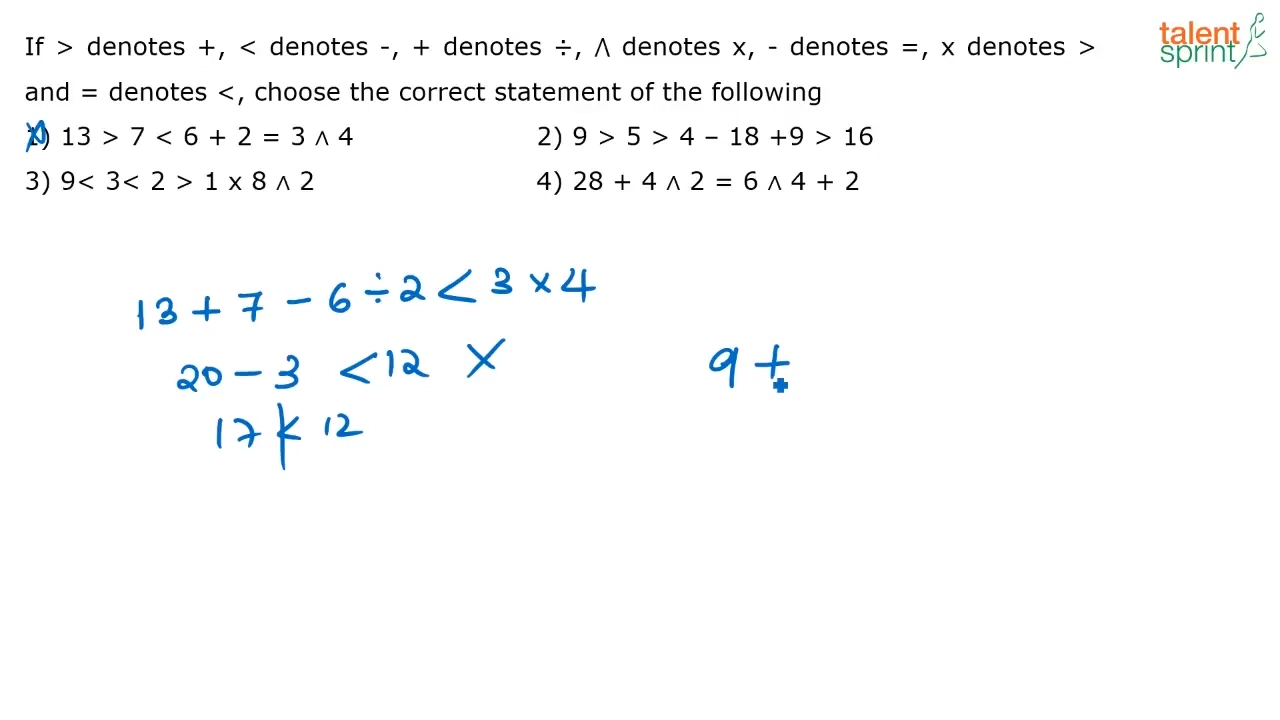 talent
sprint
If > denotes +, < denotes -, + denotes ÷, Λ denotes x, - denotes =, x denotes >
and = denotes <, choose the correct statement of the following
1) 13 > 7 < 6 + 2 = 3 ∧ 4
2) 9 > 5 > 4 – 18 +9 > 16
3) 9< 3< 2 > 1 x 8 ∧ 2
4) 28 + 4 ∧ 2 = 6 ∧ 4 + 2
13 + 7 - 6 ÷ 2 < 3 × 4
20 - 3 < 12 ×
17 < 12
9 +